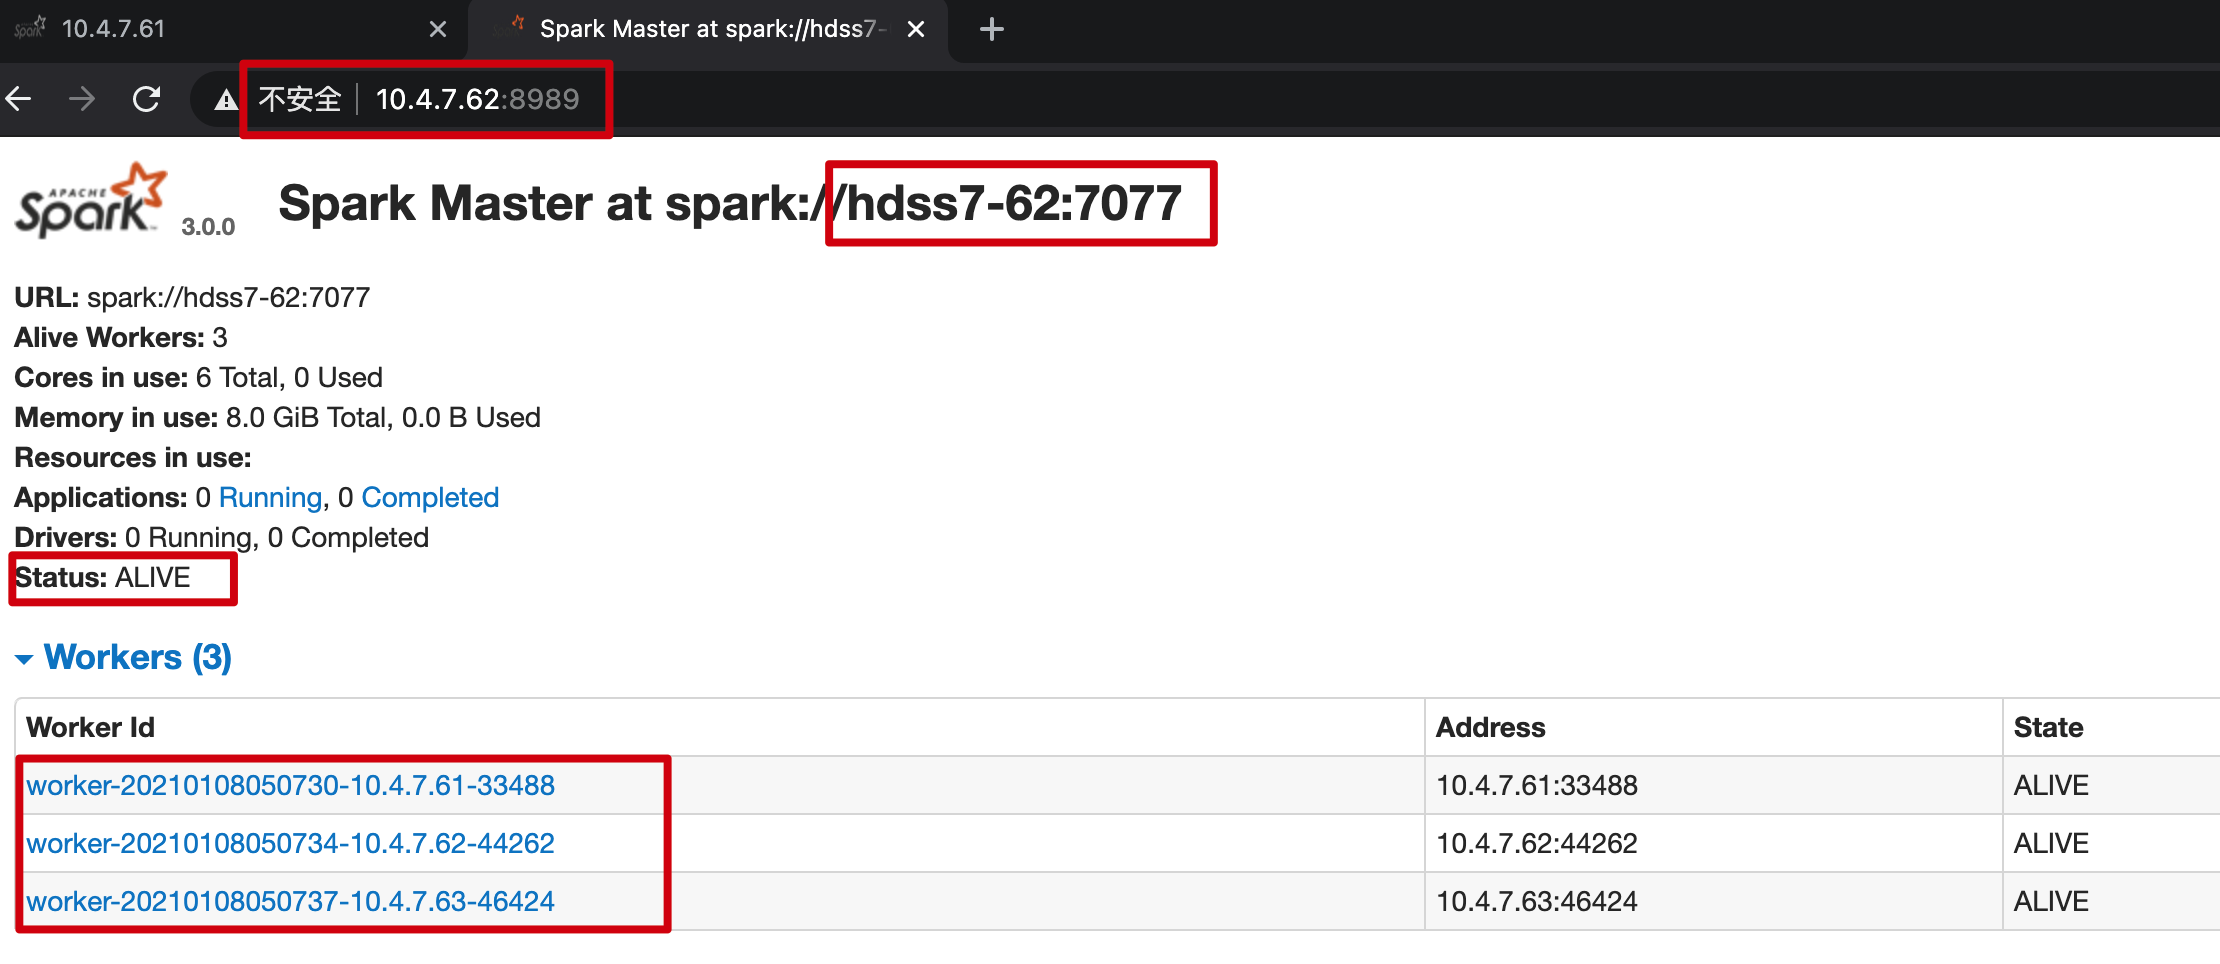 10.4.7.61
Spark Master at spark://hdss7-
不安全 10.4.7.62:8989
APACHE Spark 3.0.0
Spark Master at spark://hdss7-62:7077
URL: spark://hdss7-62:7077
Alive Workers: 3
Cores in use: 6 Total, 0 Used
Memory in use: 8.0 GiB Total, 0.0 B Used
Resources in use:
Applications: 0 Running, 0 Completed
Drivers: 0 Running, 0 Completed
Status: ALIVE
Workers (3)
Worker Id Address State
worker-20210108050730-10.4.7.61-33488 10.4.7.61:33488 ALIVE
worker-20210108050734-10.4.7.62-44262 10.4.7.62:44262 ALIVE
worker-20210108050737-10.4.7.63-46424 10.4.7.63:46424 ALIVE